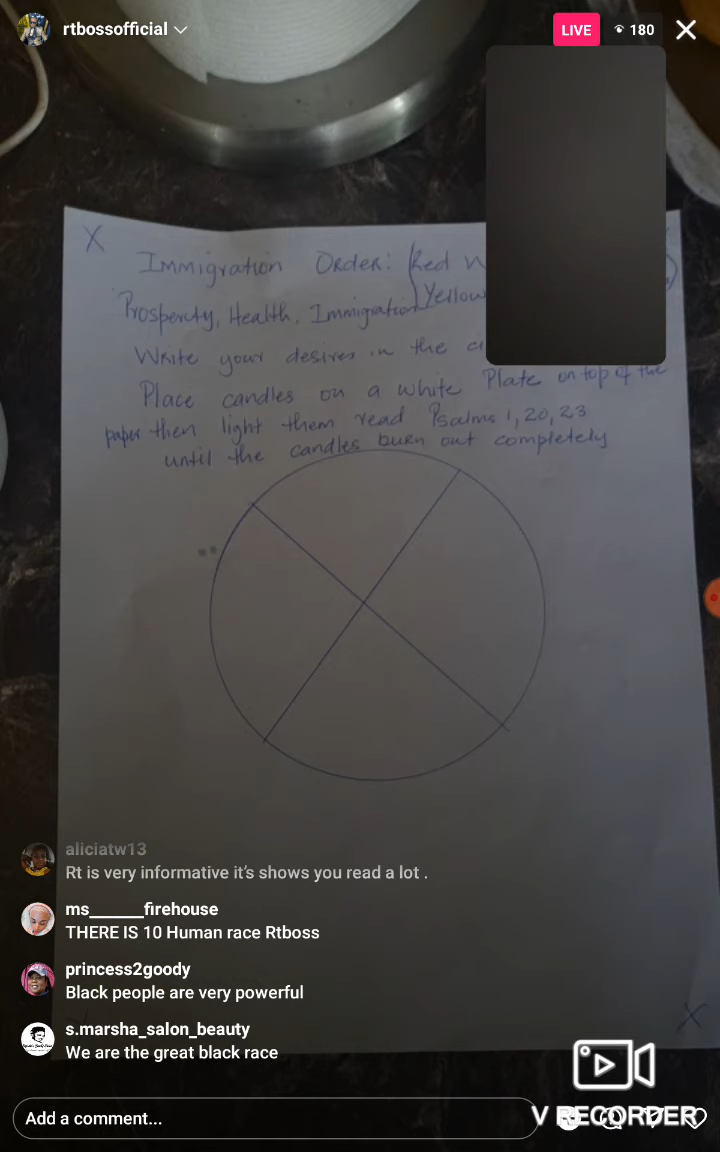 rtbossofficial
LIVE
180
X
Immigration Order: (Red
Prosperity, Health, Immigration Yellow
Write your desires in the
Place candles on a white Plate on top of the
paper then light them read Psalms 1, 20, 23
until the candles burn out completely
X
aliciatw13
Rt is very informative it's shows you read a lot .
ms______firehouse
THERE IS 10 Human race Rtboss
princess2goody
Black people are very powerful
s.marsha_salon_beauty
We are the great black race
Add a comment...
V RECORDER